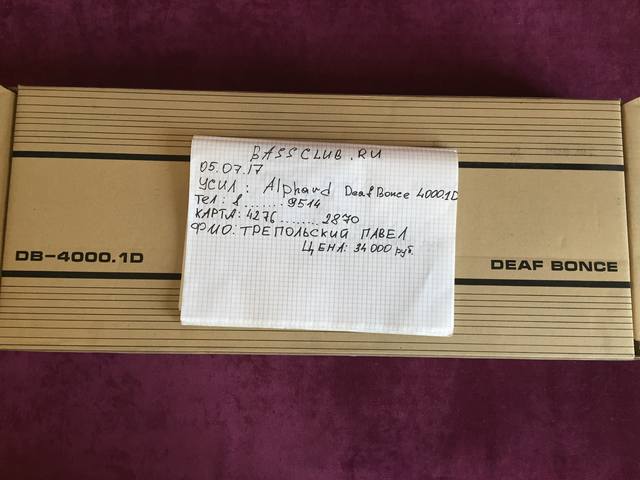 BASSCLUB.RU
05.07.17
УСИЛ: Alphard Deaf Bonce 4000.1D
ТЕЛ: 8.......9514
КАРТА: 4276........2870
ФИО: ТРЕПОЛЬСКИЙ ПАВЕЛ
ЦЕНА: 34 000 руб.
DB-4000.1D
DEAF BONCE